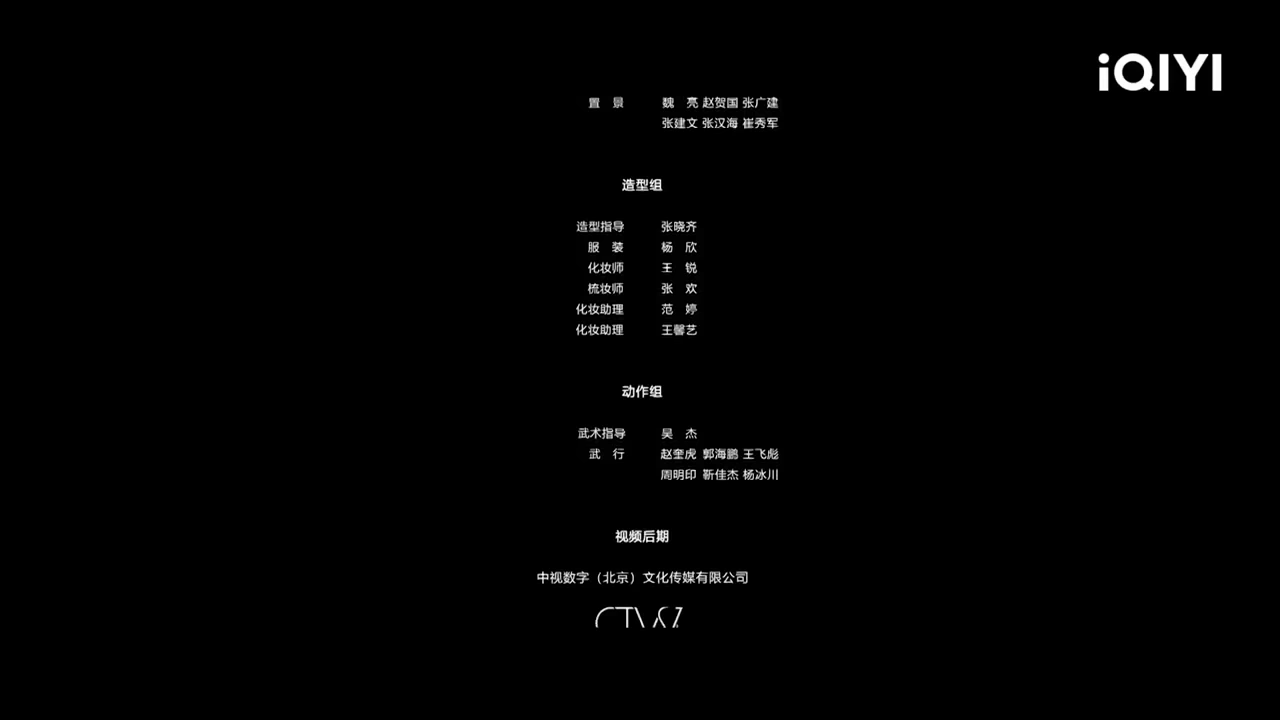 iQIYI
置 景 魏 亮 赵贺国 张广建
张建文 张汉海 崔秀军
造型组
造型指导 张晓齐
服 装 杨 欣
化妆师 王 锐
梳妆师 张 欢
化妆助理 范 婷
化妆助理 王馨艺
动作组
武术指导 吴 杰
武 行 赵奎虎 郭海鹏 王飞彪
周明印 靳佳杰 杨冰川
视频后期
中视数字（北京）文化传媒有限公司